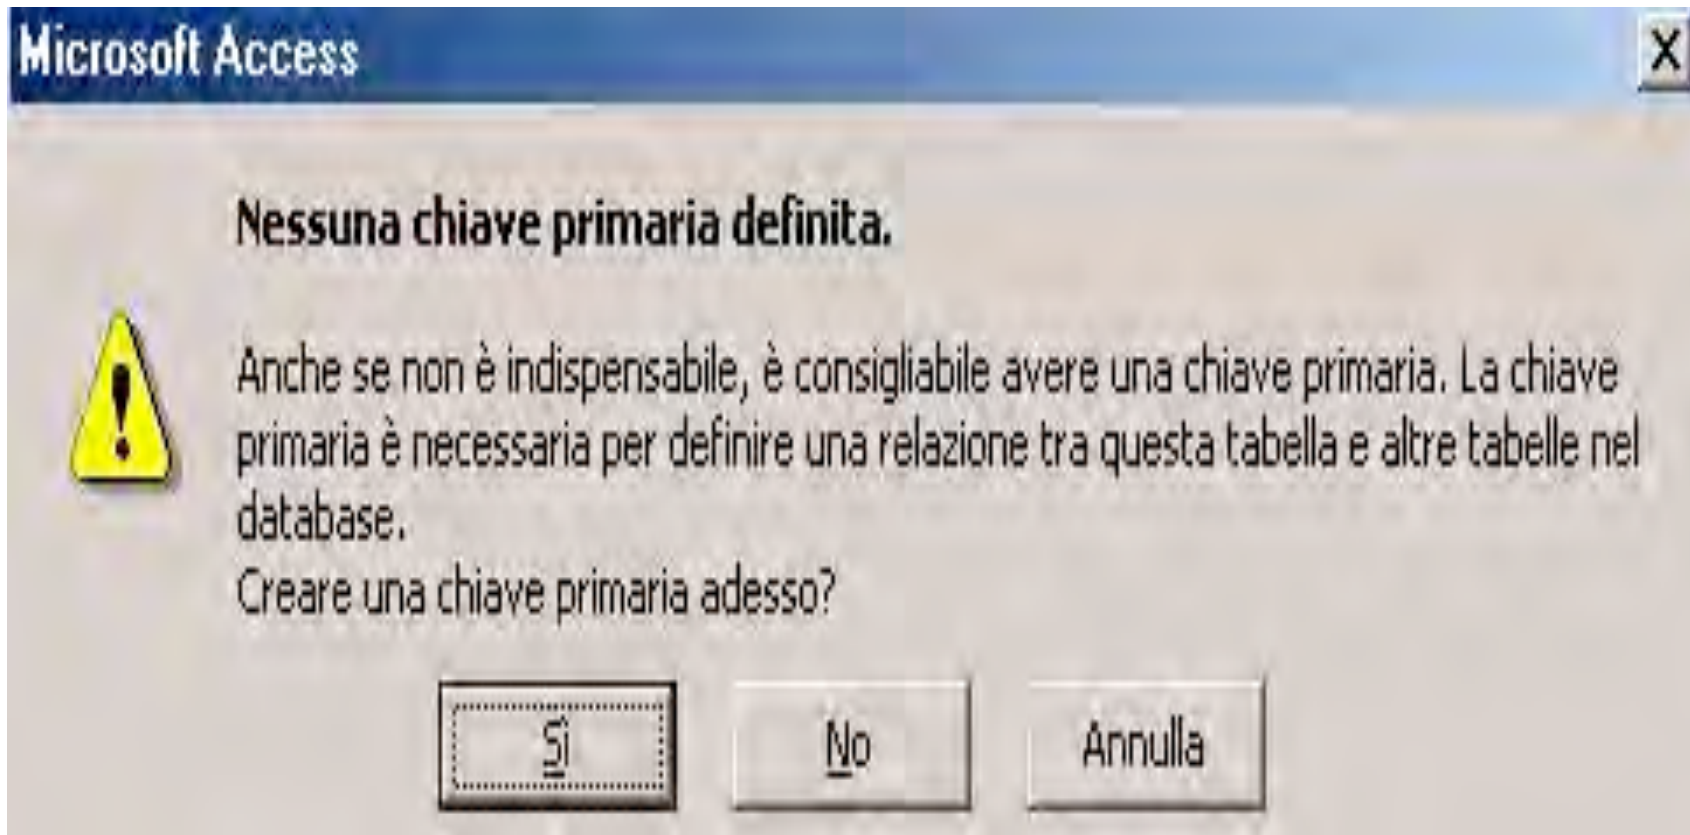 Microsoft Access
X
Nessuna chiave primaria definita.
Anche se non è indispensabile, è consigliabile avere una chiave primaria. La chiave
primaria è necessaria per definire una relazione tra questa tabella e altre tabelle nel
database.
Creare una chiave primaria adesso?
Sì No Annulla